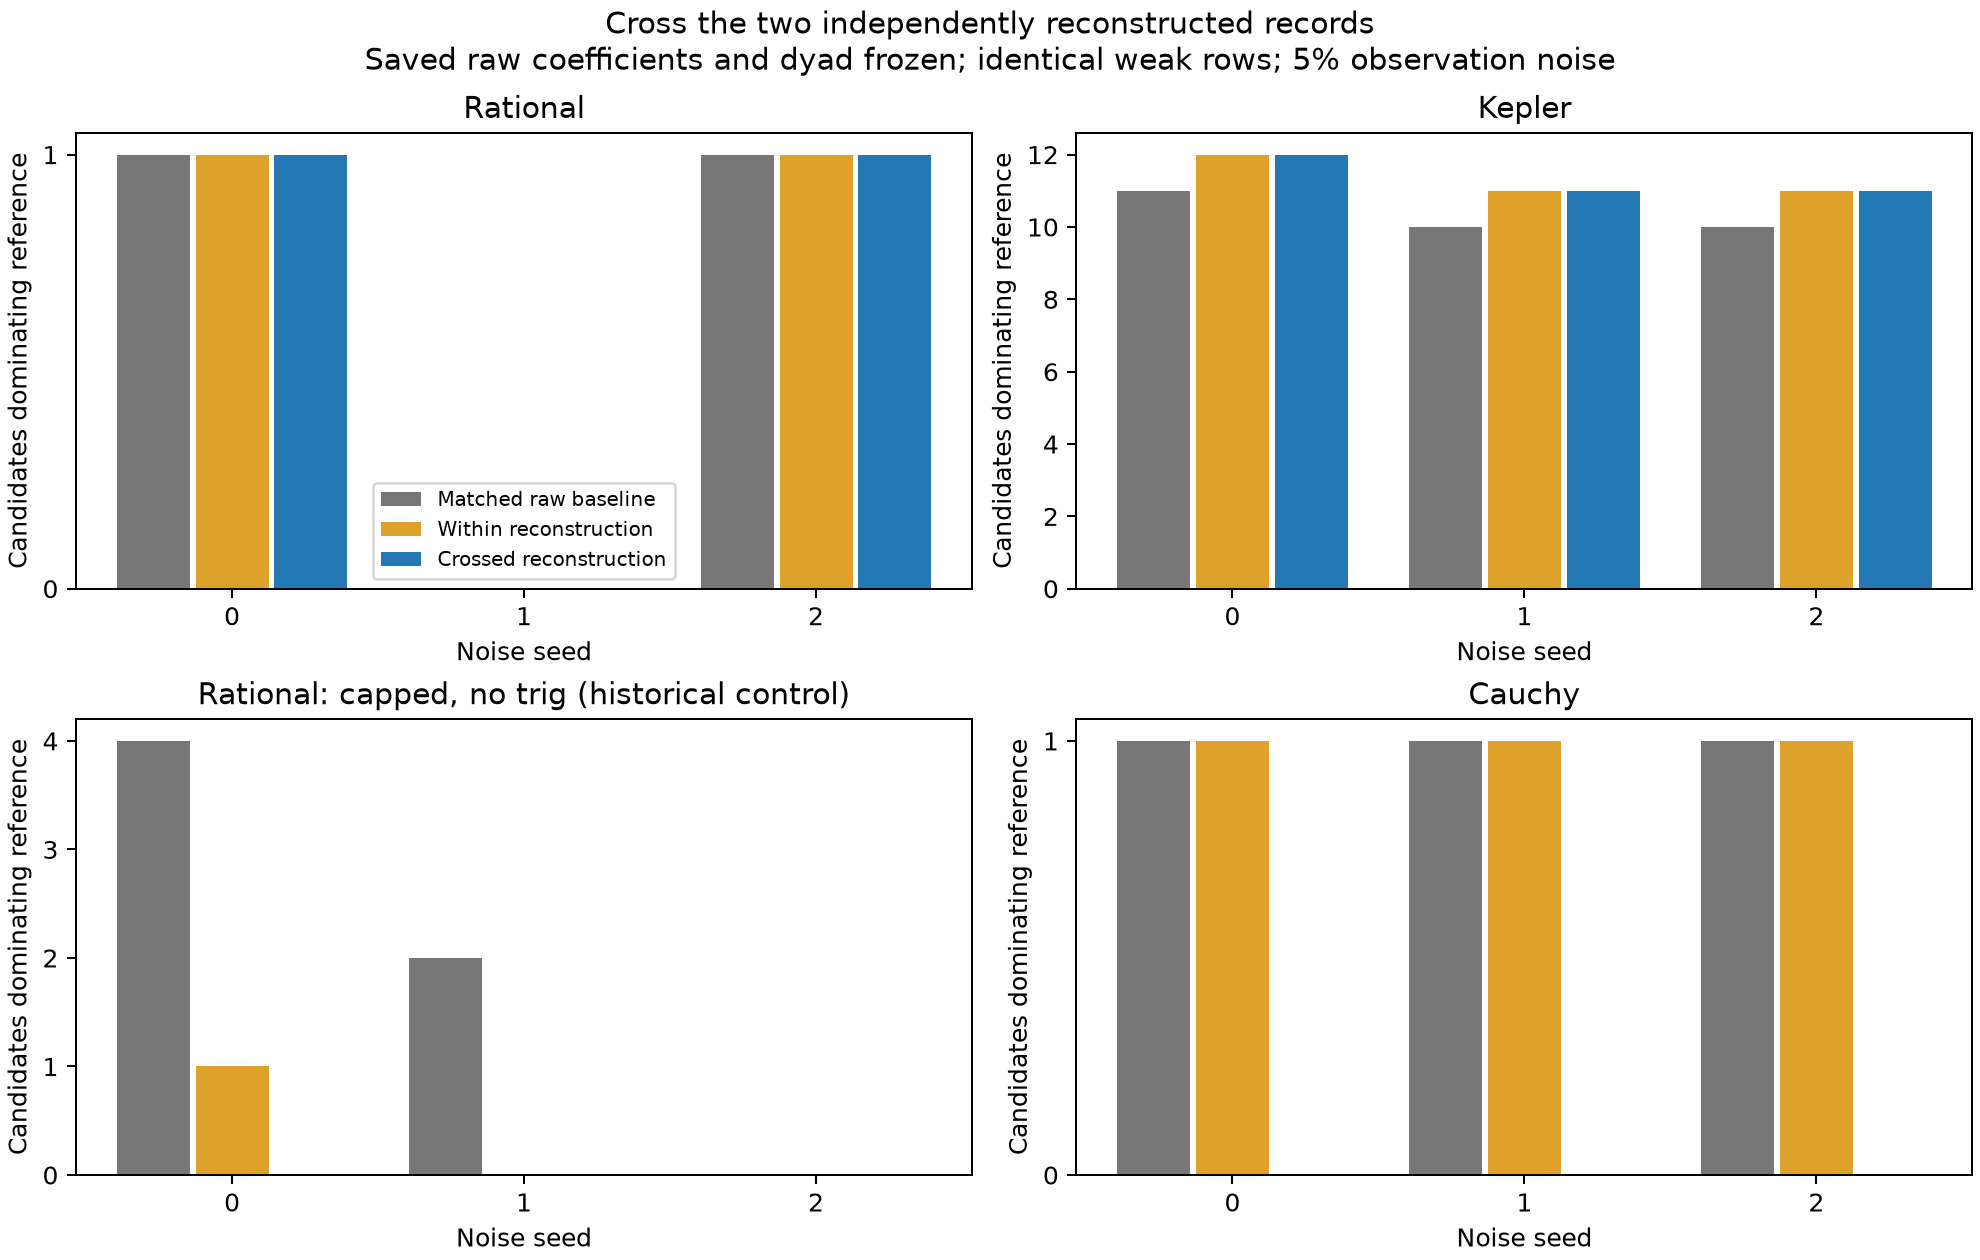 Cross the two independently reconstructed records
Saved raw coefficients and dyad frozen; identical weak rows; 5% observation noise
Rational
Candidates dominating reference
1
0
0
1
2
Noise seed
Matched raw baseline
Within reconstruction
Crossed reconstruction
Kepler
Candidates dominating reference
12
10
8
6
4
2
0
0
1
2
Noise seed
Rational: capped, no trig (historical control)
Candidates dominating reference
4
3
2
1
0
0
1
2
Noise seed
Cauchy
Candidates dominating reference
1
0
0
1
2
Noise seed